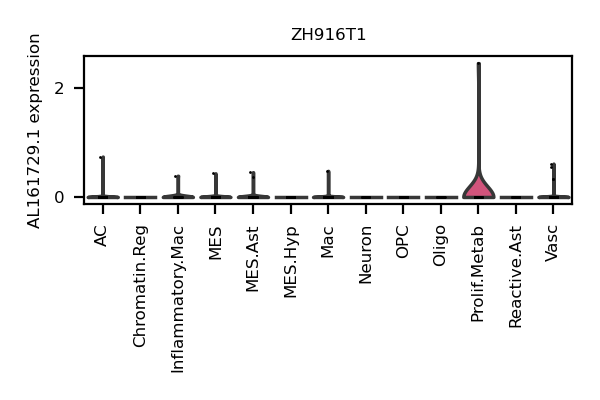 ZH916T1
AL161729.1 expression
2
0
AC
Chromatin.Reg
Inflammatory.Mac
MES
MES.Ast
MES.Hyp
Mac
Neuron
OPC
Oligo
Prolif.Metab
Reactive.Ast
Vasc